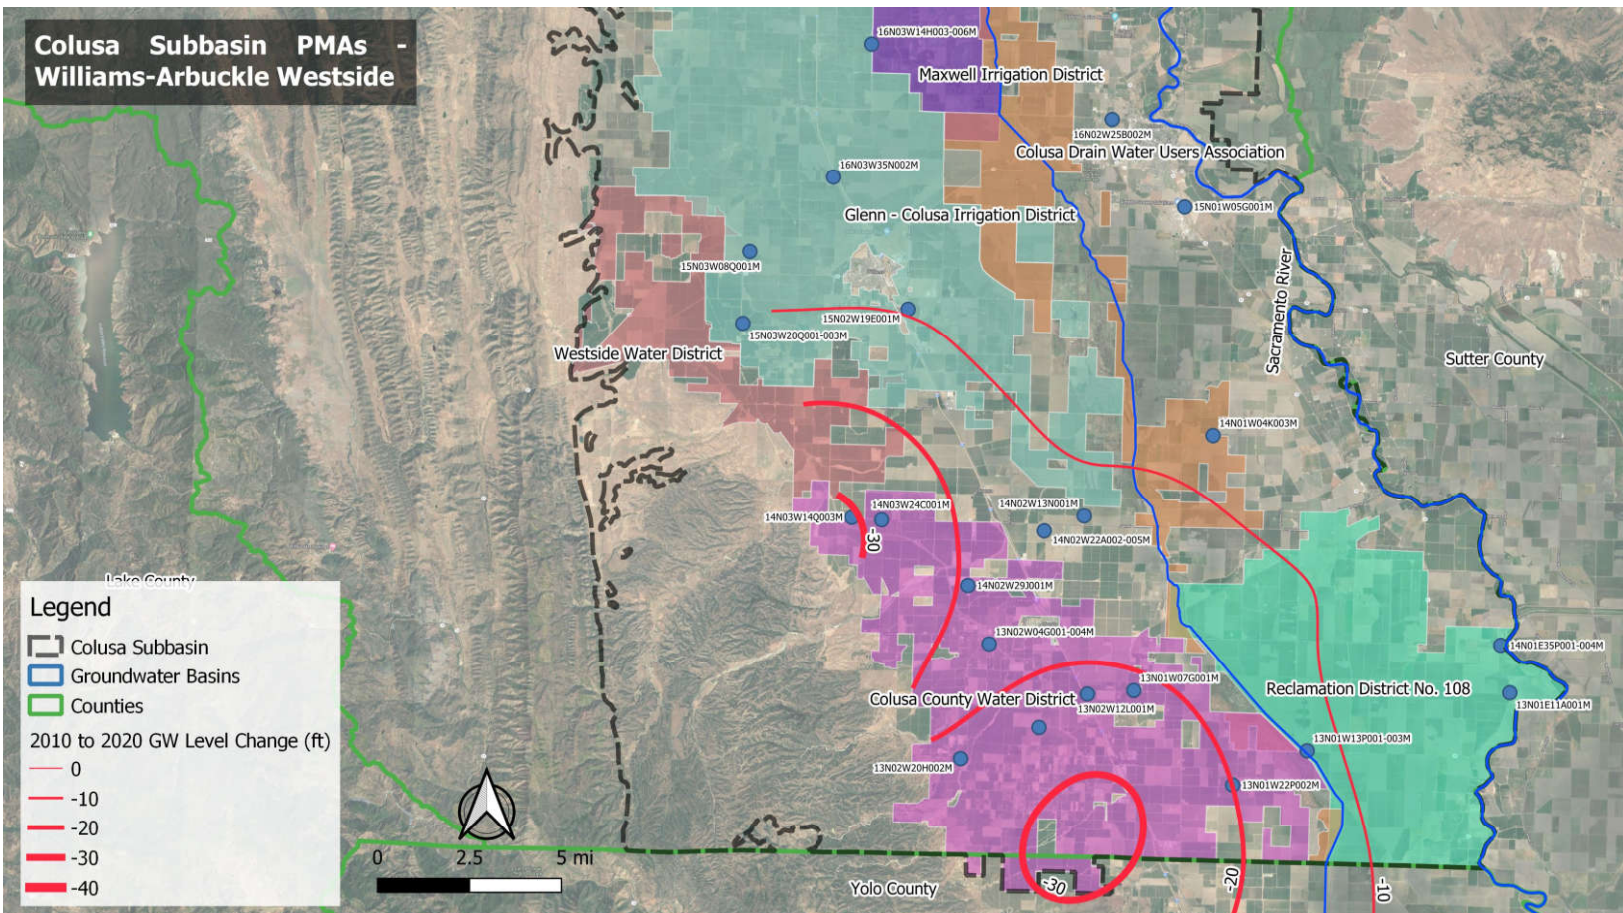 Colusa Subbasin PMAs -
Williams-Arbuckle Westside
16N03W14H003-006M
Maxwell Irrigation District
16N02W25B002M
Colusa Drain Water Users Association
16N03W35N002M
15N01W05G001M
Glenn - Colusa Irrigation District
15N03W08Q001M
Sacramento River
15N02W19E001M
15N03W20Q001-003M
Westside Water District
Sutter County
14N01W04K003M
14N03W24C001M
14N02W13N001M
14N03W14Q003M
-30
14N02W22A002-005M
Lake County
14N02W29J001M
13N02W04G001-004M
14N01E35P001-004M
13N01W07G001M
Reclamation District No. 108
Colusa County Water District
13N02W12L001M
13N01E11A001M
13N01W13P001-003M
13N02W20H002M
13N01W22P002M
Yolo County
-30
-20
-10
Legend
Colusa Subbasin
Groundwater Basins
Counties
2010 to 2020 GW Level Change (ft)
0
-10
-20
-30
-40
0 2.5 5 mi